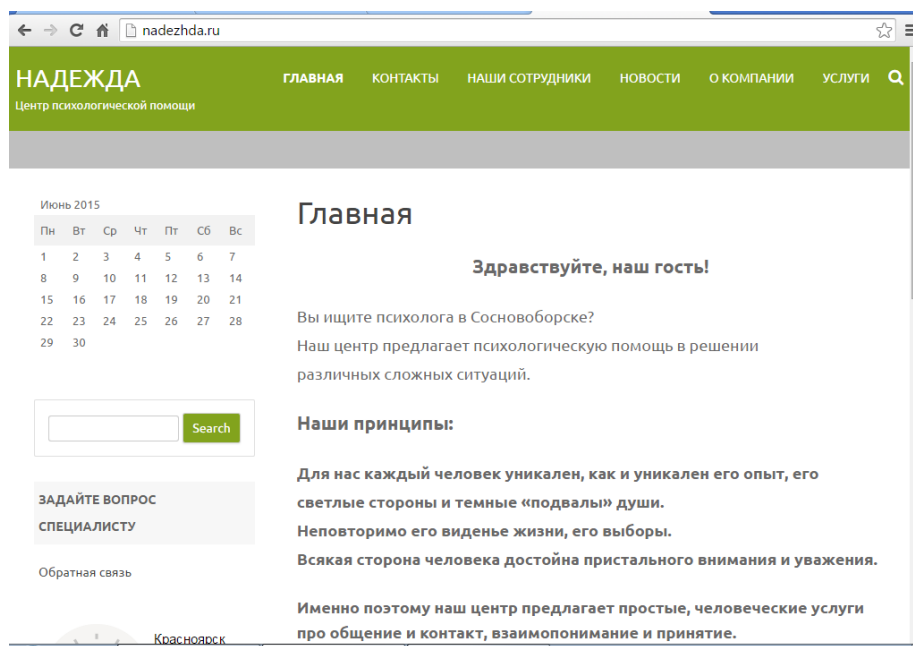 nadezhda.ru
НАДЕЖДА
Центр психологической помощи
ГЛАВНАЯ КОНТАКТЫ НАШИ СОТРУДНИКИ НОВОСТИ О КОМПАНИИ УСЛУГИ
Июнь 2015
Пн Вт Ср Чт Пт Сб Вс
1 2 3 4 5 6 7
8 9 10 11 12 13 14
15 16 17 18 19 20 21
22 23 24 25 26 27 28
29 30
Search
ЗАДАЙТЕ ВОПРОС
СПЕЦИАЛИСТУ
Обратная связь
Красноярск
Главная
Здравствуйте, наш гость!
Вы ищите психолога в Сосновоборске?
Наш центр предлагает психологическую помощь в решении
различных сложных ситуаций.
Наши принципы:
Для нас каждый человек уникален, как и уникален его опыт, его
светлые стороны и темные «подвалы» души.
Неповторимо его виденье жизни, его выборы.
Всякая сторона человека достойна пристального внимания и уважения.
Именно поэтому наш центр предлагает простые, человеческие услуги
про общение и контакт, взаимопонимание и принятие.